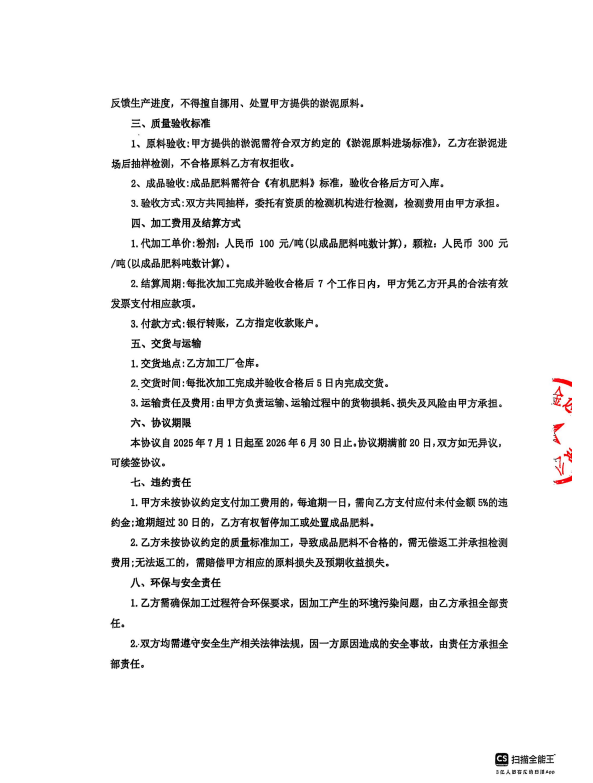 反馈生产进度，不得擅自挪用、处置甲方提供的淤泥原料。
三、质量验收标准
1、原料验收:甲方提供的淤泥需符合双方约定的《淤泥原料进场标准》，乙方在淤泥进
场后抽样检测，不合格原料乙方有权拒收。
2、成品验收:成品肥料需符合《有机肥料》标准，验收合格后方可入库。
3.验收方式:双方共同抽样，委托有资质的检测机构进行检测，检测费用由甲方承担。
四、加工费用及结算方式
1.代加工单价:粉剂：人民币 100 元/吨(以成品肥料吨数计算)，颗粒：人民币 300 元
/吨(以成品肥料吨数计算)。
2.结算周期:每批次加工完成并验收合格后 7 个工作日内，甲方凭乙方开具的合法有效
发票支付相应款项。
3.付款方式:银行转账，乙方指定收款账户。
五、交货与运输
1.交货地点:乙方加工厂仓库。
2.交货时间:每批次加工完成并验收合格后 5 日内完成交货。
3.运输责任及费用:由甲方负责运输、运输过程中的货物损耗、损失及风险由甲方承担。
六、协议期限
本协议自 2025 年 7 月 1 日起至 2026 年 6 月 30 日止。协议期满前 20 日，双方如无异议，
可续签协议。
七、违约责任
1.甲方未按协议约定支付加工费用的，每逾期一日，需向乙方支付应付未付金额 5%的违
约金;逾期超过 30 日的，乙方有权暂停加工或处置成品肥料。
2.乙方未按协议约定的质量标准加工，导致成品肥料不合格的，需无偿返工并承担检测
费用;无法返工的，需赔偿甲方相应的原料损失及预期收益损失。
八、环保与安全责任
1.乙方需确保加工过程符合环保要求，因加工产生的环境污染问题，由乙方承担全部责
任。
2.双方均需遵守安全生产相关法律法规，因一方原因造成的安全事故，由责任方承担全
部责任。
CS 扫描全能王
3亿人都在用的扫描App